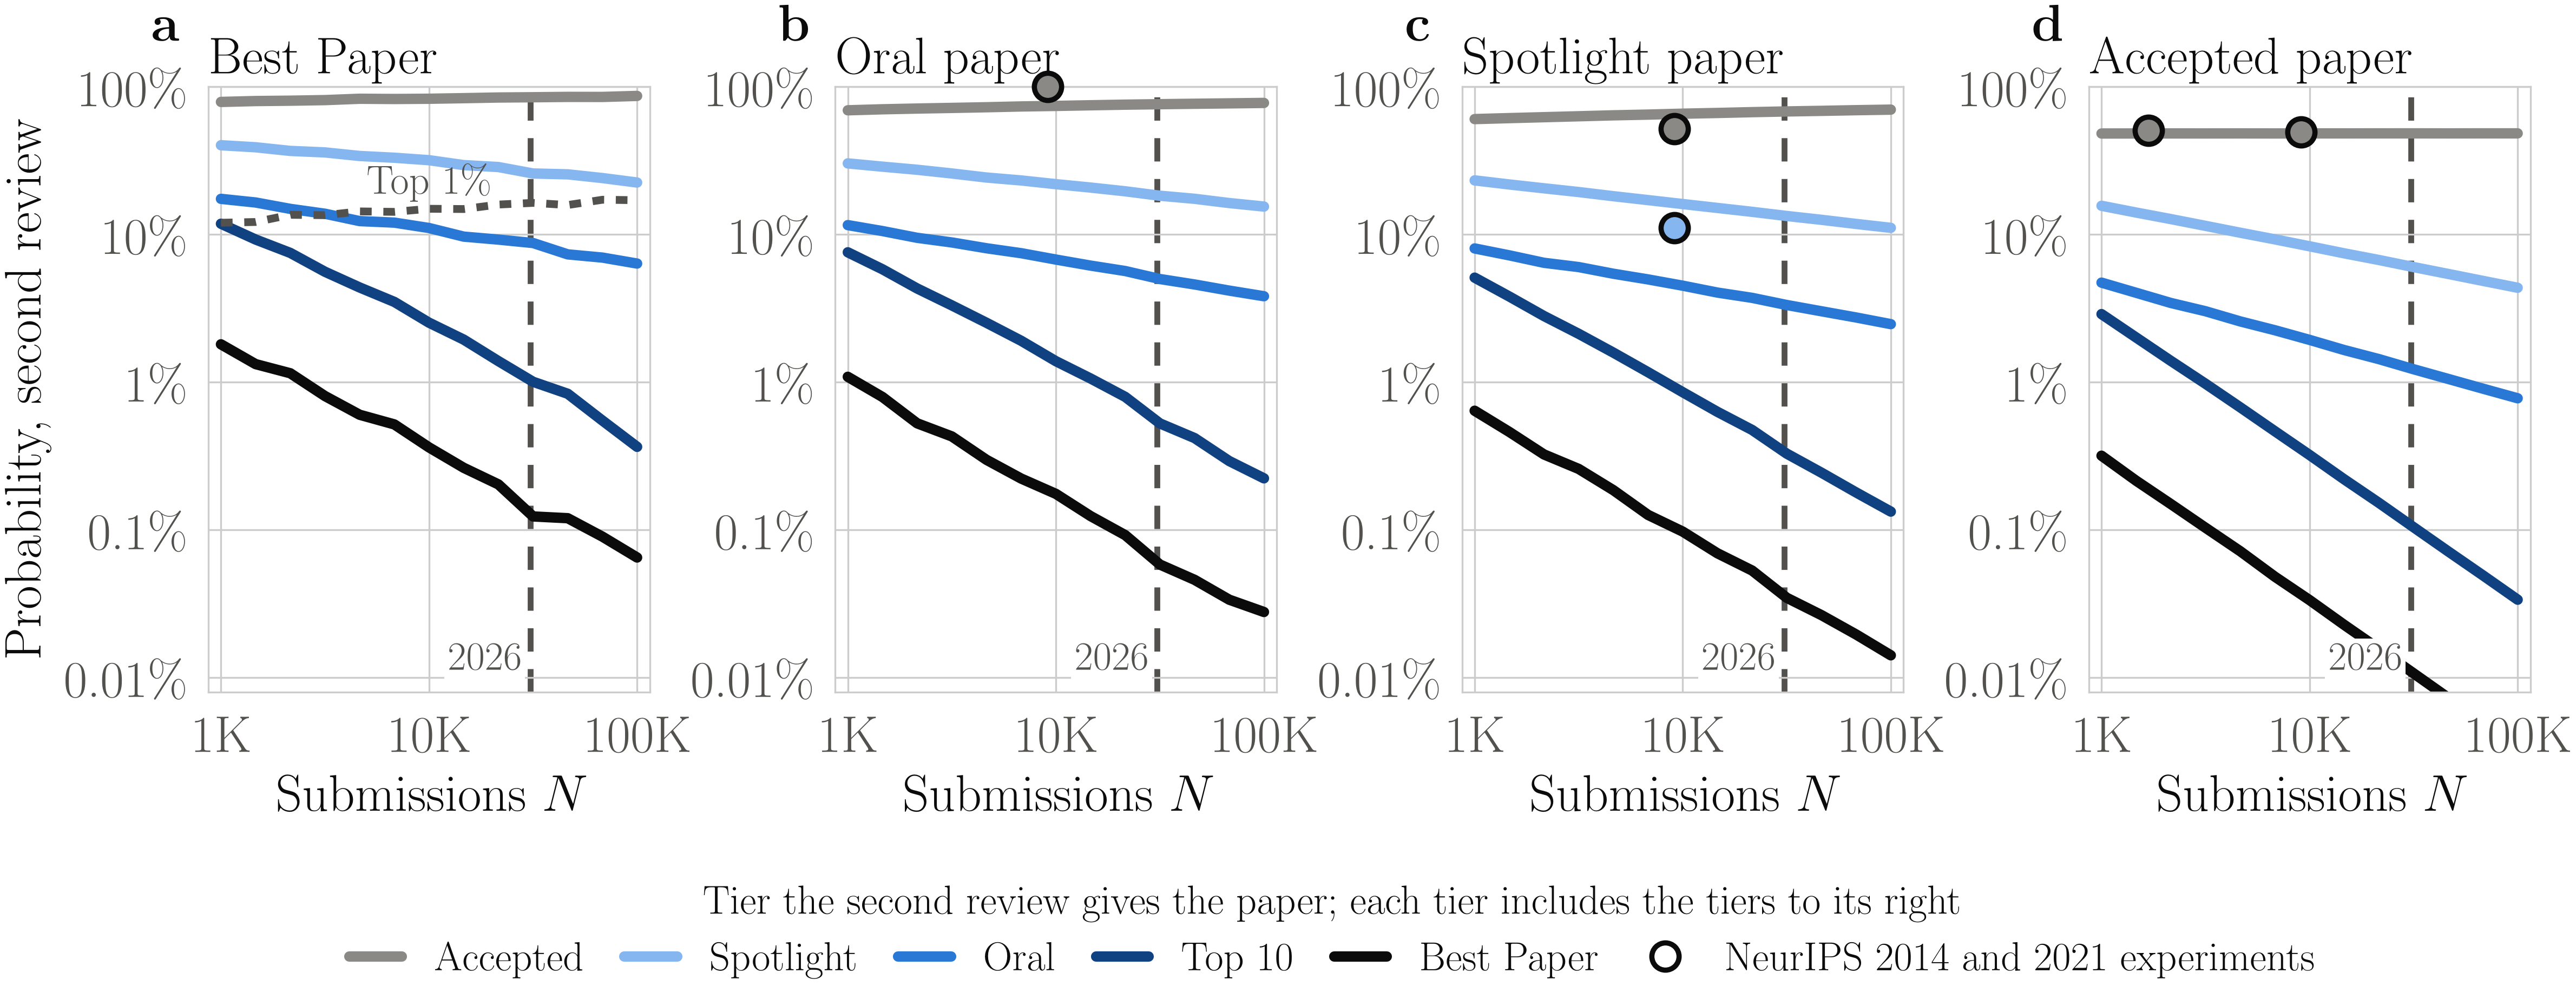 a
Best Paper
b
Oral paper
c
Spotlight paper
d
Accepted paper
Probability, second review
100%
10%
1%
0.1%
0.01%
Top 1%
2026
1K 10K 100K
Submissions N
100%
10%
1%
0.1%
0.01%
2026
1K 10K 100K
Submissions N
100%
10%
1%
0.1%
0.01%
2026
1K 10K 100K
Submissions N
100%
10%
1%
0.1%
0.01%
2026
1K 10K 100K
Submissions N
Tier the second review gives the paper; each tier includes the tiers to its right
Accepted Spotlight Oral Top 10 Best Paper NeurIPS 2014 and 2021 experiments